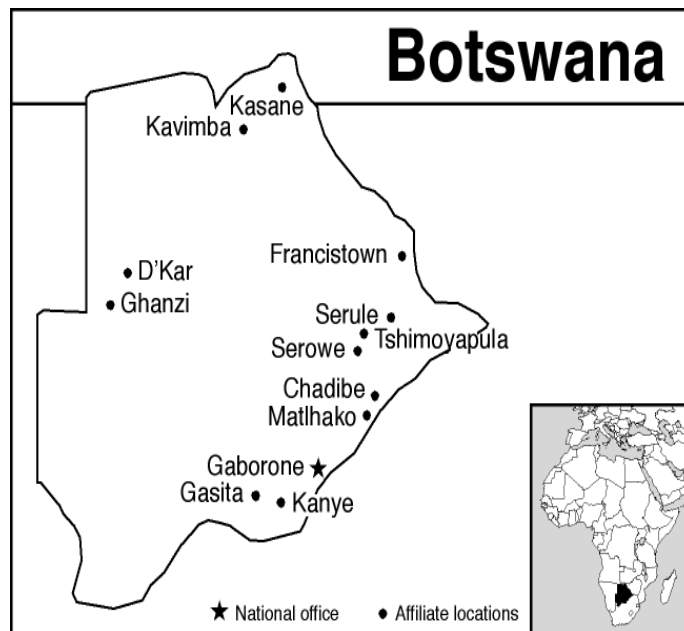 Botswana
Kasane
Kavimba
Francistown
D'Kar
Ghanzi
Serule
Tshimoyapula
Serowe
Chadibe
Matlhako
Gaborone
Gasita
Kanye
National office
Affiliate locations